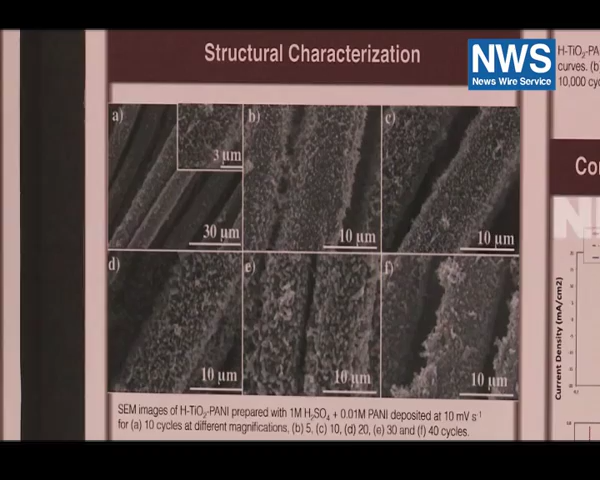 Structural Characterization
NWS
News Wire Service
H-TiO₂-PA
curves. (b)
10,000 cyc
a)
3 μm
30 μm
b)
10 μm
c)
10 μm
Co
N
d)
10 μm
e)
10 μm
f)
10 μm
Current Density (mA/cm2)
SEM images of H-TiO₂-PANI prepared with 1M H₂SO₄ + 0.01M PANI deposited at 10 mV s⁻¹
for (a) 10 cycles at different magnifications, (b) 5, (c) 10, (d) 20, (e) 30 and (f) 40 cycles.